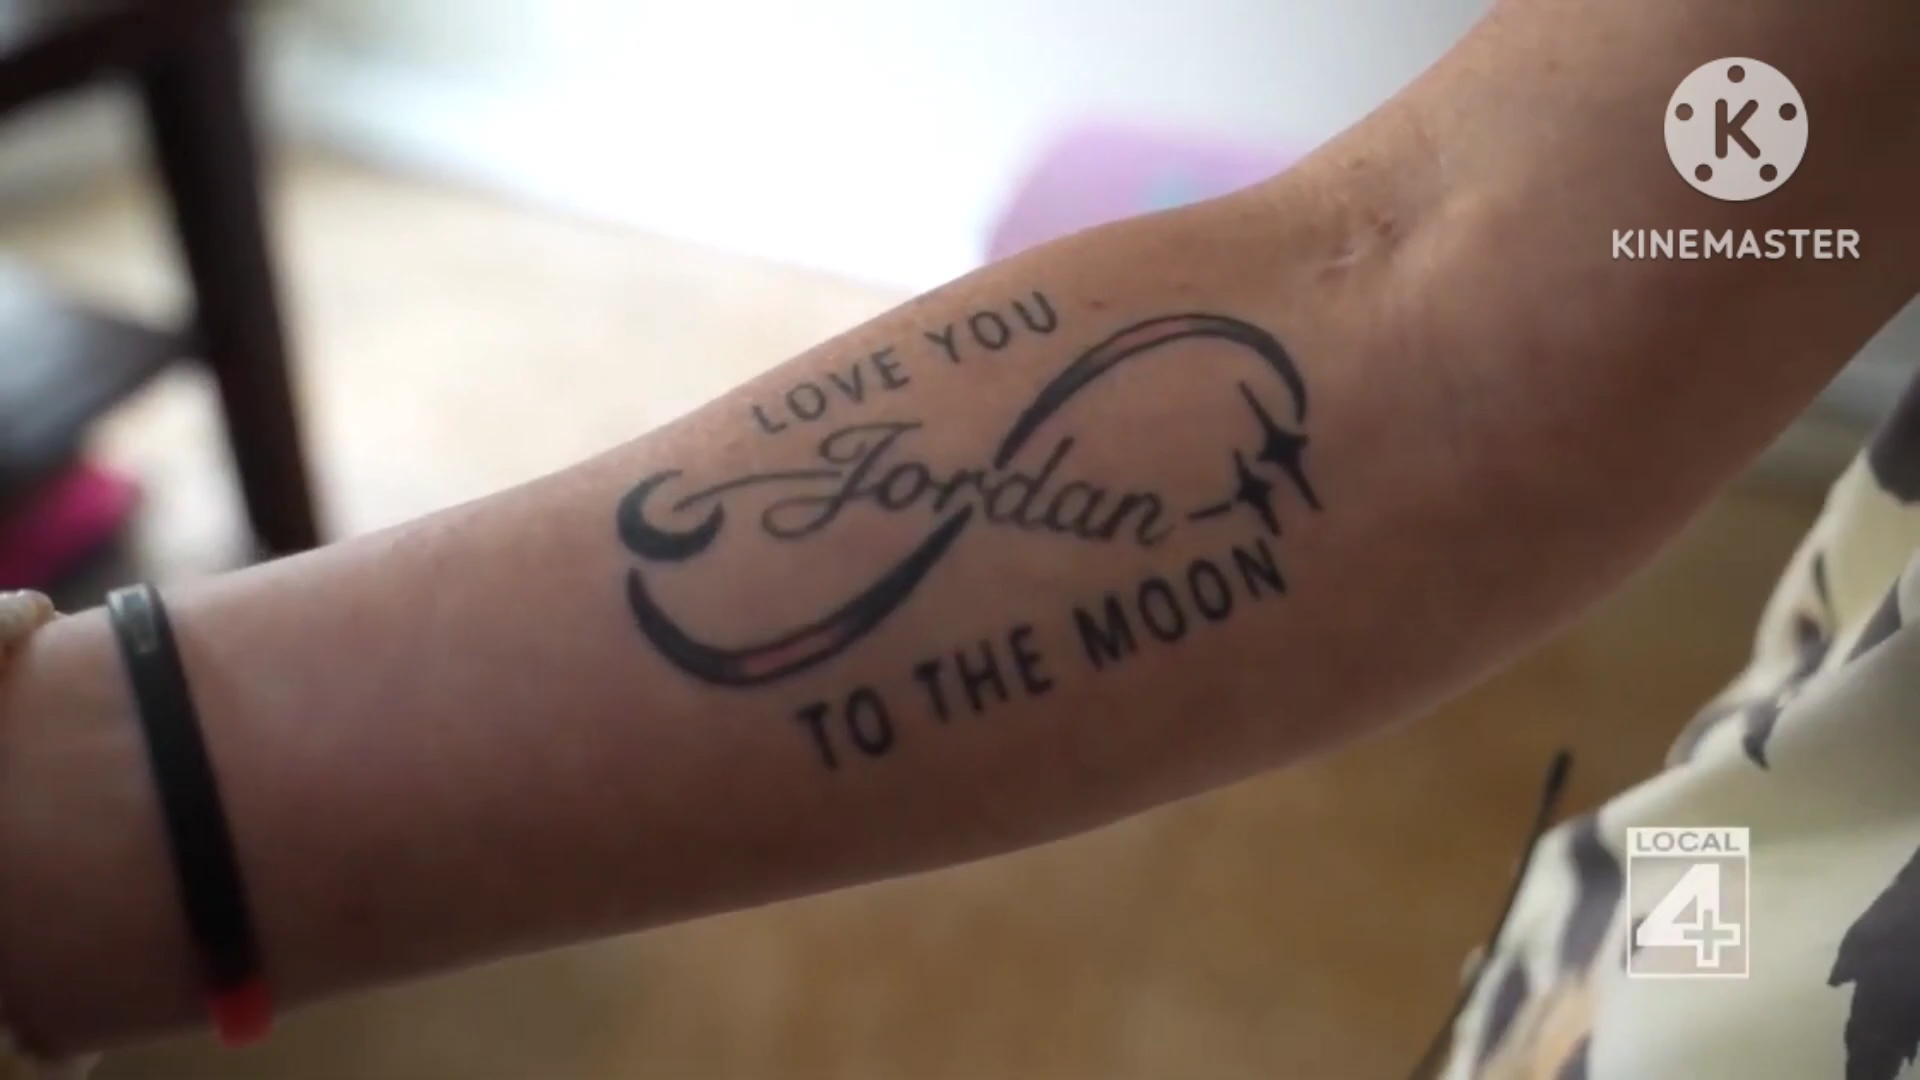 K
KINEMASTER
LOVE YOU
Jordan
TO THE MOON
LOCAL
4+